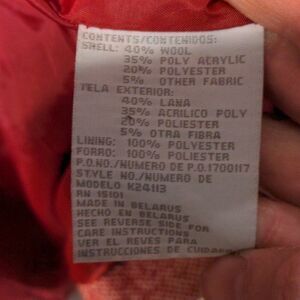 CONTENTS/CONTENIDOS:
SHELL: 40% WOOL
35% POLY ACRYLIC
20% POLYESTER
5% OTHER FABRIC
TELA EXTERIOR:
40% LANA
35% ACRILICO POLY
20% POLIESTER
5% OTRA FIBRA
LINING: 100% POLYESTER
FORRO: 100% POLIESTER
P.O.NO./NUMERO DE P.O.1700117
STYLE NO./NUMERO DE
MODELO K24113
RN 15101
MADE IN BELARUS
HECHO EN BELARUS
SEE REVERSE SIDE FOR
CARE INSTRUCTIONS
VER EL REVES PARA
INSTRUCCIONES DE CUIDADO